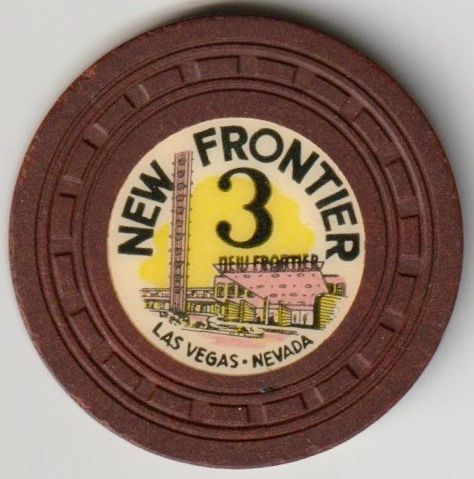 NEW FRONTIER
3
NEW FRONTIER
LAS VEGAS • NEVADA